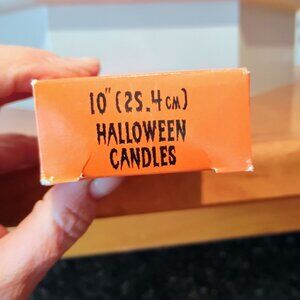 10" (25.4 CM)
HALLOWEEN
CANDLES